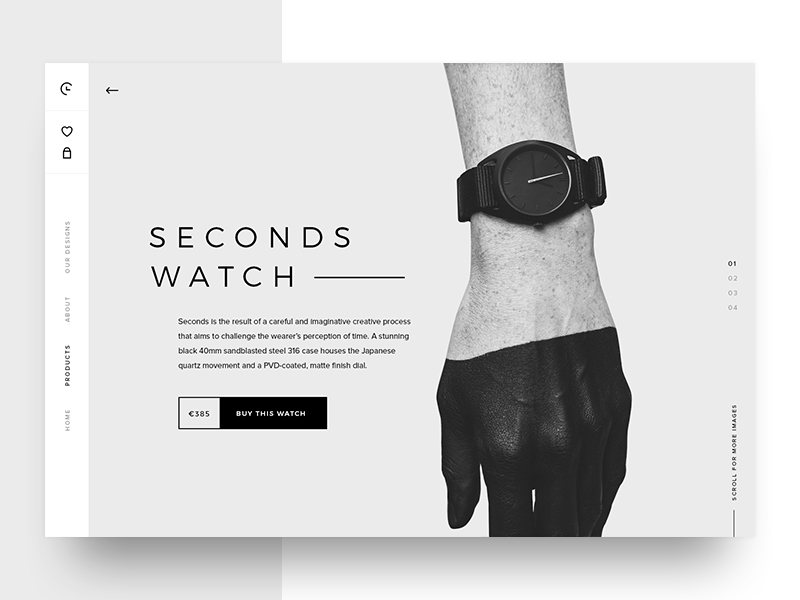 OUR DESIGNS
ABOUT
PRODUCTS
HOME
SECONDS
WATCH
Seconds is the result of a careful and imaginative creative process
that aims to challenge the wearer's perception of time. A stunning
black 40mm sandblasted steel 316 case houses the Japanese
quartz movement and a PVD-coated, matte finish dial.
€385
BUY THIS WATCH
01
02
03
04
SCROLL FOR MORE IMAGES